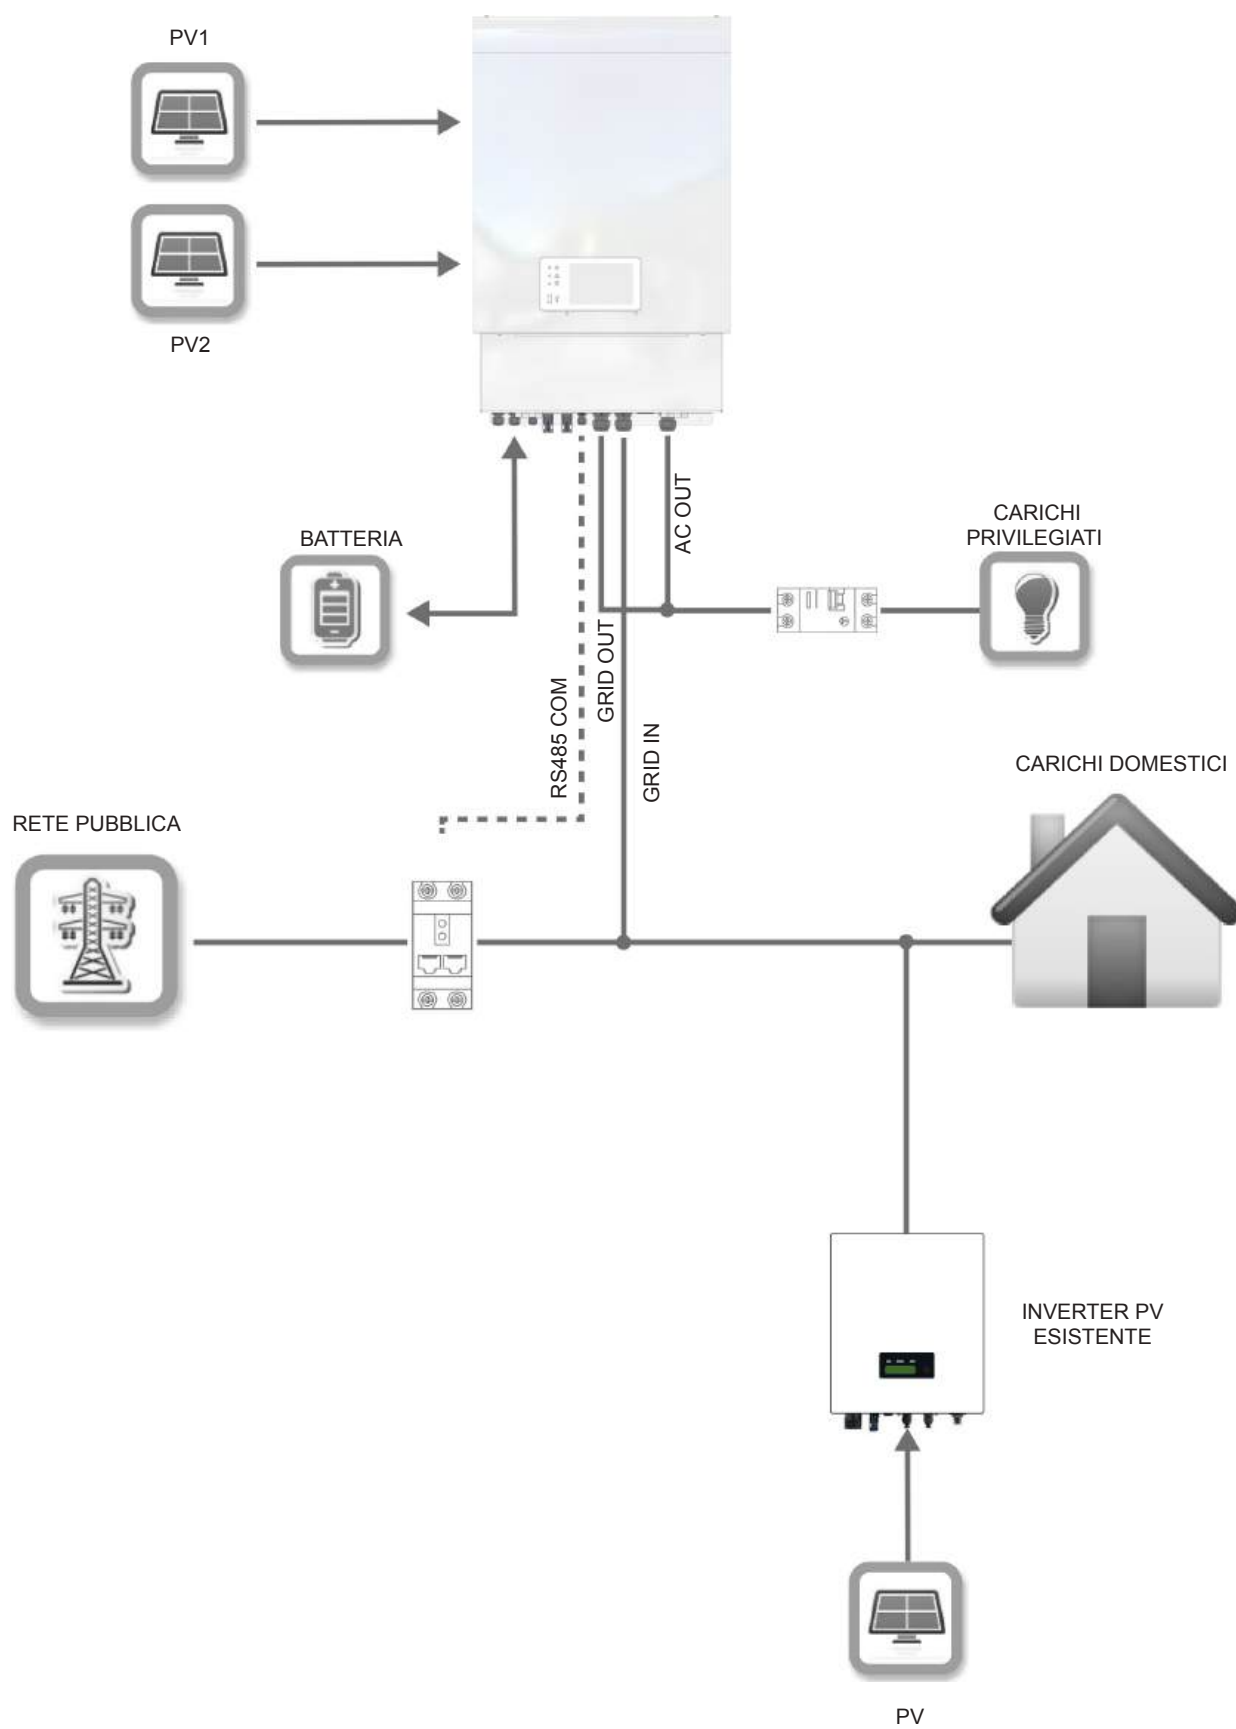 PV1
PV2
BATTERIA
AC OUT
CARICHI
PRIVILEGIATI
GRID OUT
RS485 COM
GRID IN
CARICHI DOMESTICI
RETE PUBBLICA
INVERTER PV
ESISTENTE
PV